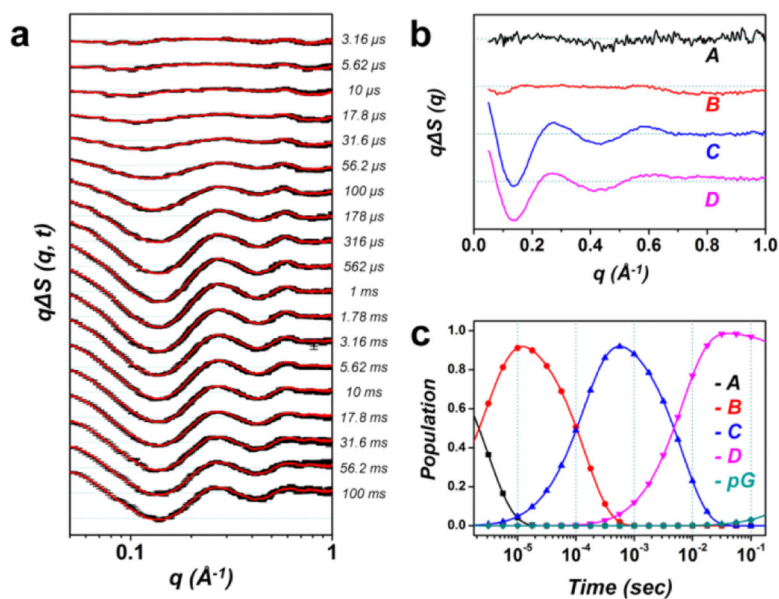 a
3.16 µs
5.62 µs
10 µs
17.8 µs
31.6 µs
56.2 µs
100 µs
178 µs
316 µs
562 µs
1 ms
1.78 ms
3.16 ms
5.62 ms
10 ms
17.8 ms
31.6 ms
56.2 ms
100 ms
qΔS (q, t)
0.1 1
q (Å⁻¹)
b
A
B
C
D
qΔS (q)
0.0 0.2 0.4 0.6 0.8 1.0
q (Å⁻¹)
c
1.0
0.8
0.6
0.4
0.2
0.0
Population
- A
- B
- C
- D
- pG
10⁻⁵ 10⁻⁴ 10⁻³ 10⁻² 10⁻¹
Time (sec)